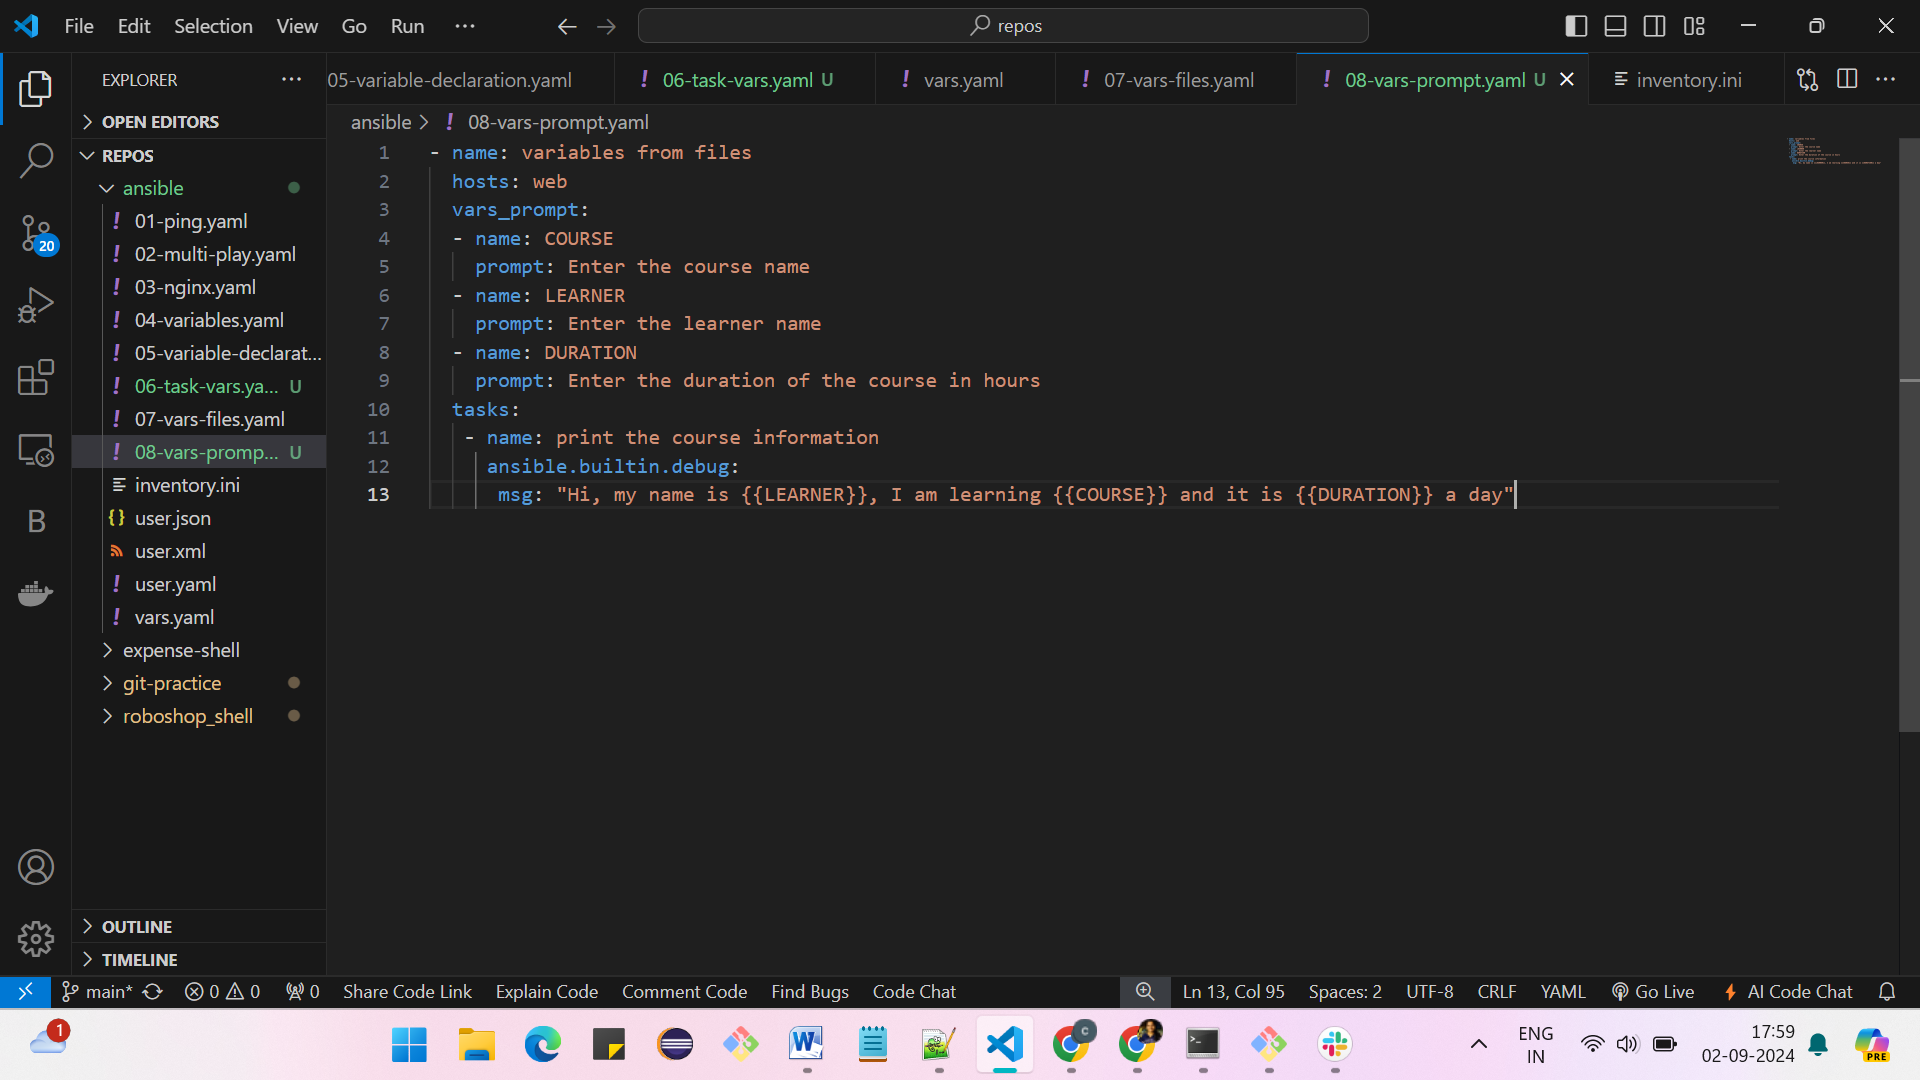 File Edit Selection View Go Run ··· repos
EXPLORER ···
05-variable-declaration.yaml ! 06-task-vars.yaml U ! vars.yaml ! 07-vars-files.yaml ! 08-vars-prompt.yaml U inventory.ini ···
OPEN EDITORS
REPOS
ansible
! 01-ping.yaml
! 02-multi-play.yaml
! 03-nginx.yaml
! 04-variables.yaml
! 05-variable-declarat...
! 06-task-vars.ya... U
! 07-vars-files.yaml
! 08-vars-promp... U
inventory.ini
{} user.json
user.xml
! user.yaml
! vars.yaml
expense-shell
git-practice
roboshop_shell
OUTLINE
TIMELINE
20
B
ansible > ! 08-vars-prompt.yaml
1 - name: variables from files
2 hosts: web
3 vars_prompt:
4 - name: COURSE
5 prompt: Enter the course name
6 - name: LEARNER
7 prompt: Enter the learner name
8 - name: DURATION
9 prompt: Enter the duration of the course in hours
10 tasks:
11 - name: print the course information
12 ansible.builtin.debug:
13 msg: "Hi, my name is {{LEARNER}}, I am learning {{COURSE}} and it is {{DURATION}} a day"
main* 0 0 0 Share Code Link Explain Code Comment Code Find Bugs Code Chat Ln 13, Col 95 Spaces: 2 UTF-8 CRLF YAML Go Live AI Code Chat
1 W C ENG
IN
17:59
02-09-2024
PRE